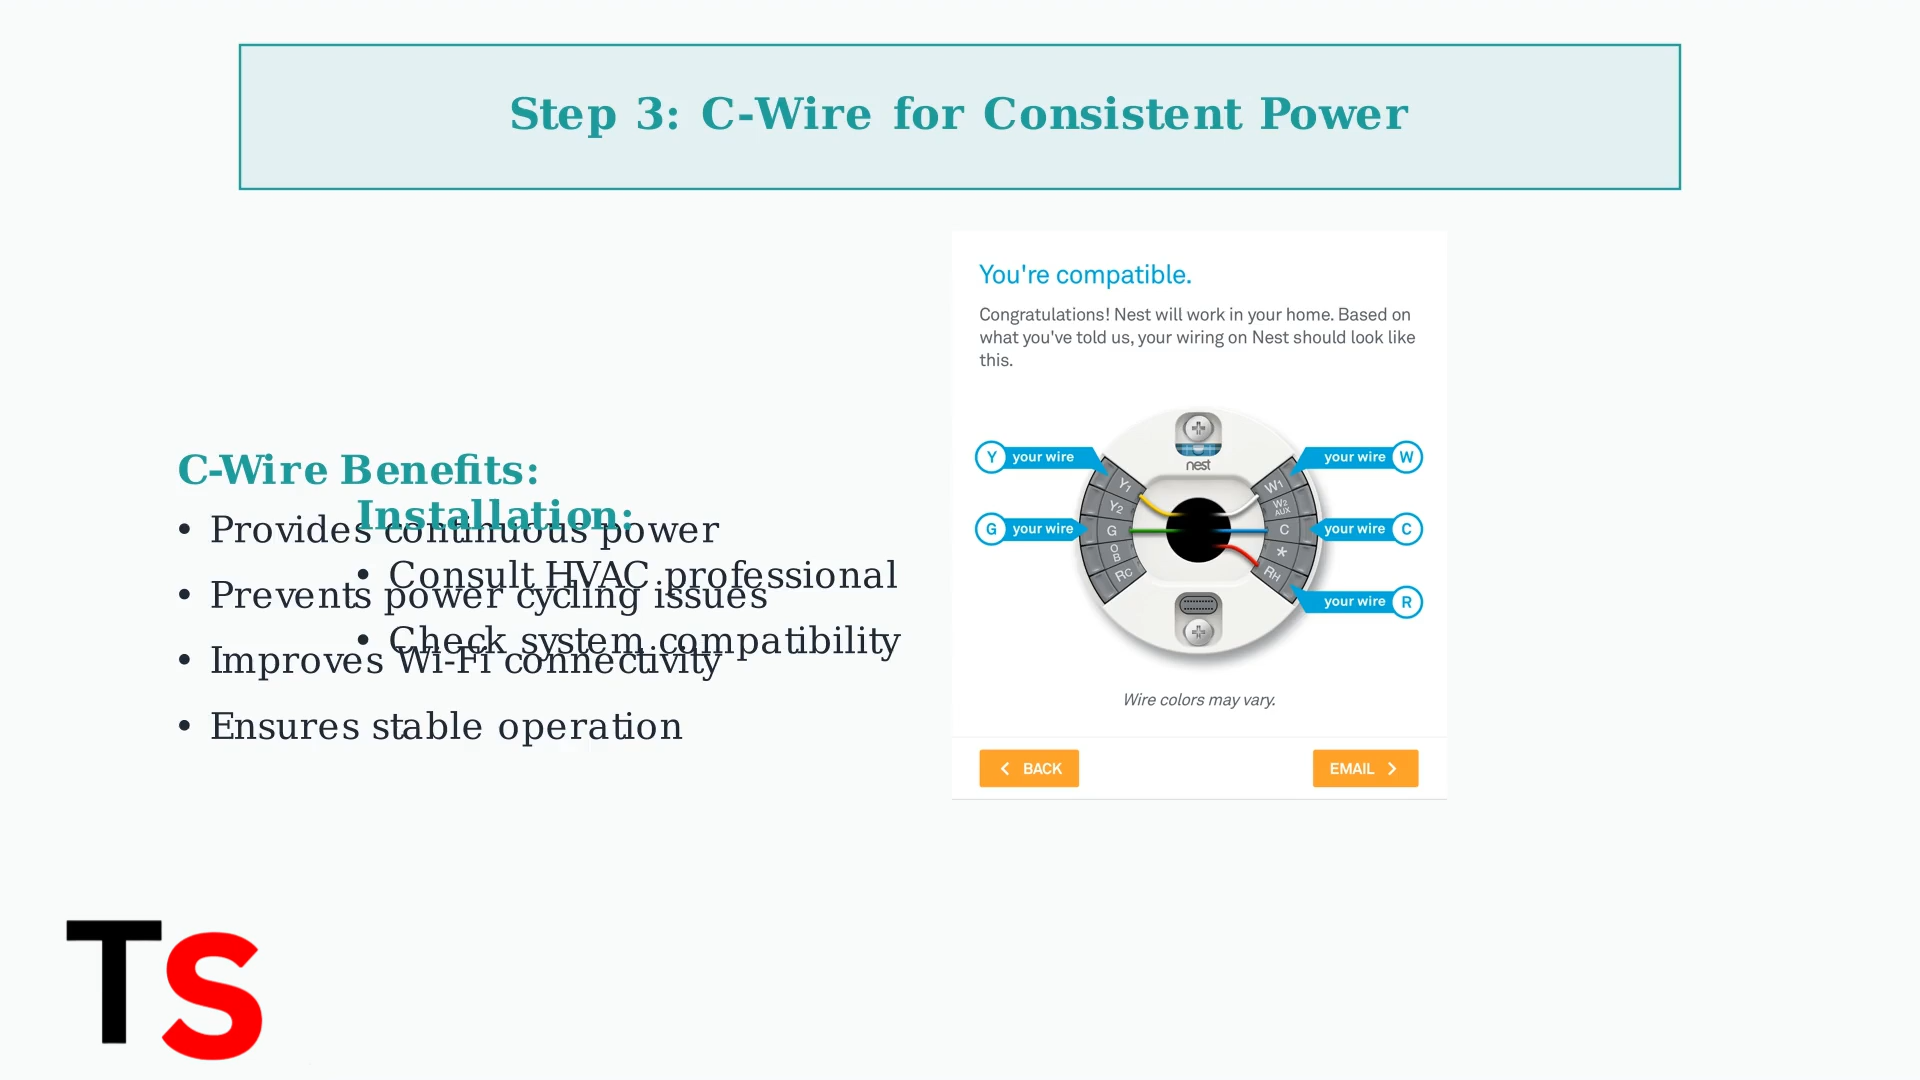 Step 3: C-Wire for Consistent Power
C-Wire Benefits:
• Provides continuous power
• Prevents power cycling issues
• Improves Wi-Fi connectivity
• Ensures stable operation
Installation:
• Consult HVAC professional
• Check system compatibility
You're compatible.
Congratulations! Nest will work in your home. Based on
what you've told us, your wiring on Nest should look like
this.
nest
Y your wire
your wire W
G your wire
your wire C
your wire R
Y1
Y2
G
O B
RC
W1
W2 AUX
C
*
RH
Wire colors may vary.
BACK
EMAIL
TS